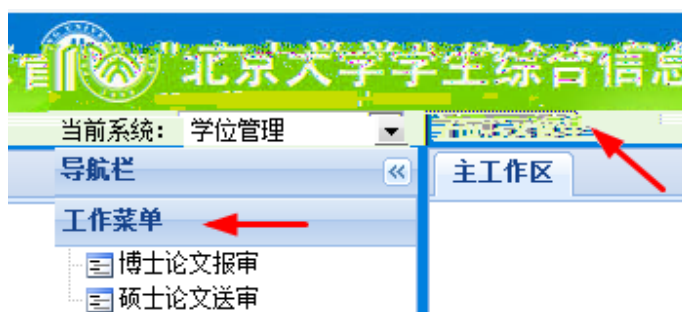 北京大学学生综合信息
当前系统： 学位管理
导航栏
主工作区
工作菜单
博士论文报审
硕士论文送审